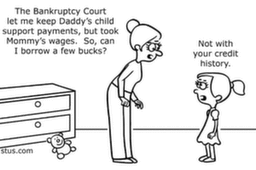 The Bankruptcy Court
let me keep Daddy's child
support payments, but took
Mommy's wages. So, can
I borrow a few bucks?
Not with
your credit
history.
stus.com